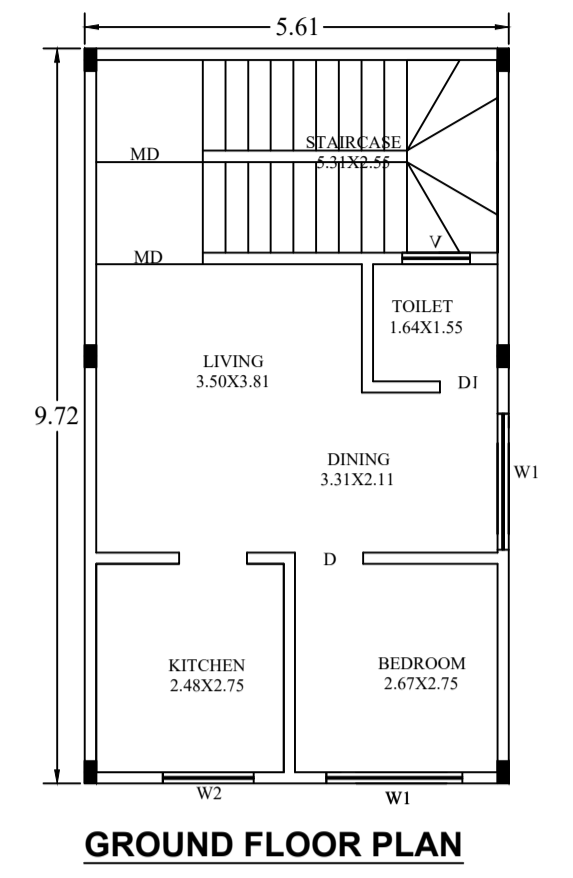 5.61
STAIRCASE
5.31X2.55
MD
V
MD
TOILET
1.64X1.55
LIVING
3.50X3.81
DI
9.72
DINING
3.31X2.11
W1
D
KITCHEN
2.48X2.75
BEDROOM
2.67X2.75
W2
W1
GROUND FLOOR PLAN